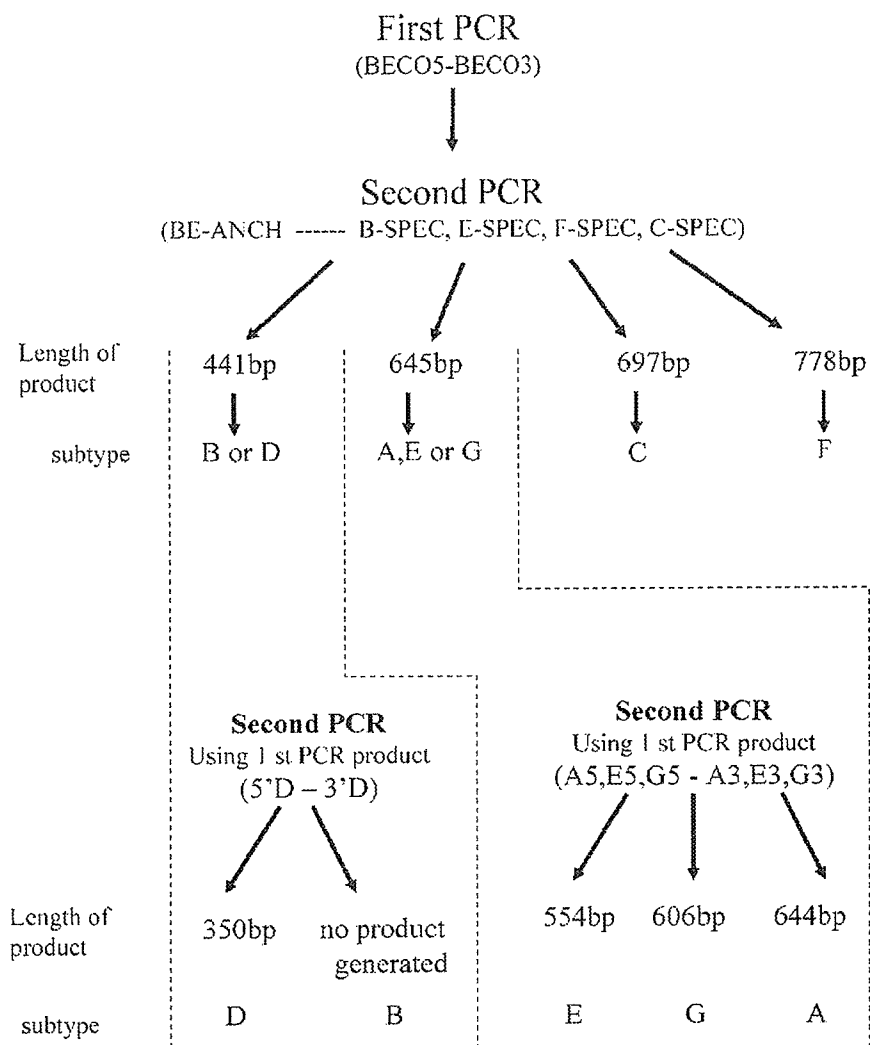 First PCR
(BECO5-BECO3)
Second PCR
(BE-ANCH ------ B-SPEC, E-SPEC, F-SPEC, C-SPEC)
Length of
product
441bp 645bp 697bp 778bp
subtype B or D A,E or G C F
Second PCR
Using 1 st PCR product
(5’D – 3’D)
Second PCR
Using 1 st PCR product
(A5,E5,G5 - A3,E3,G3)
Length of
product
350bp no product
generated
554bp 606bp 644bp
subtype D B E G A